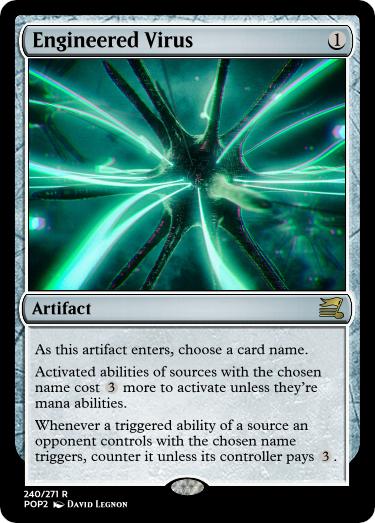 Engineered Virus 1
Artifact
As this artifact enters, choose a card name.
Activated abilities of sources with the chosen
name cost 3 more to activate unless they're
mana abilities.
Whenever a triggered ability of a source an
opponent controls with the chosen name
triggers, counter it unless its controller pays 3.
240/271 R
POP2 David Legnon